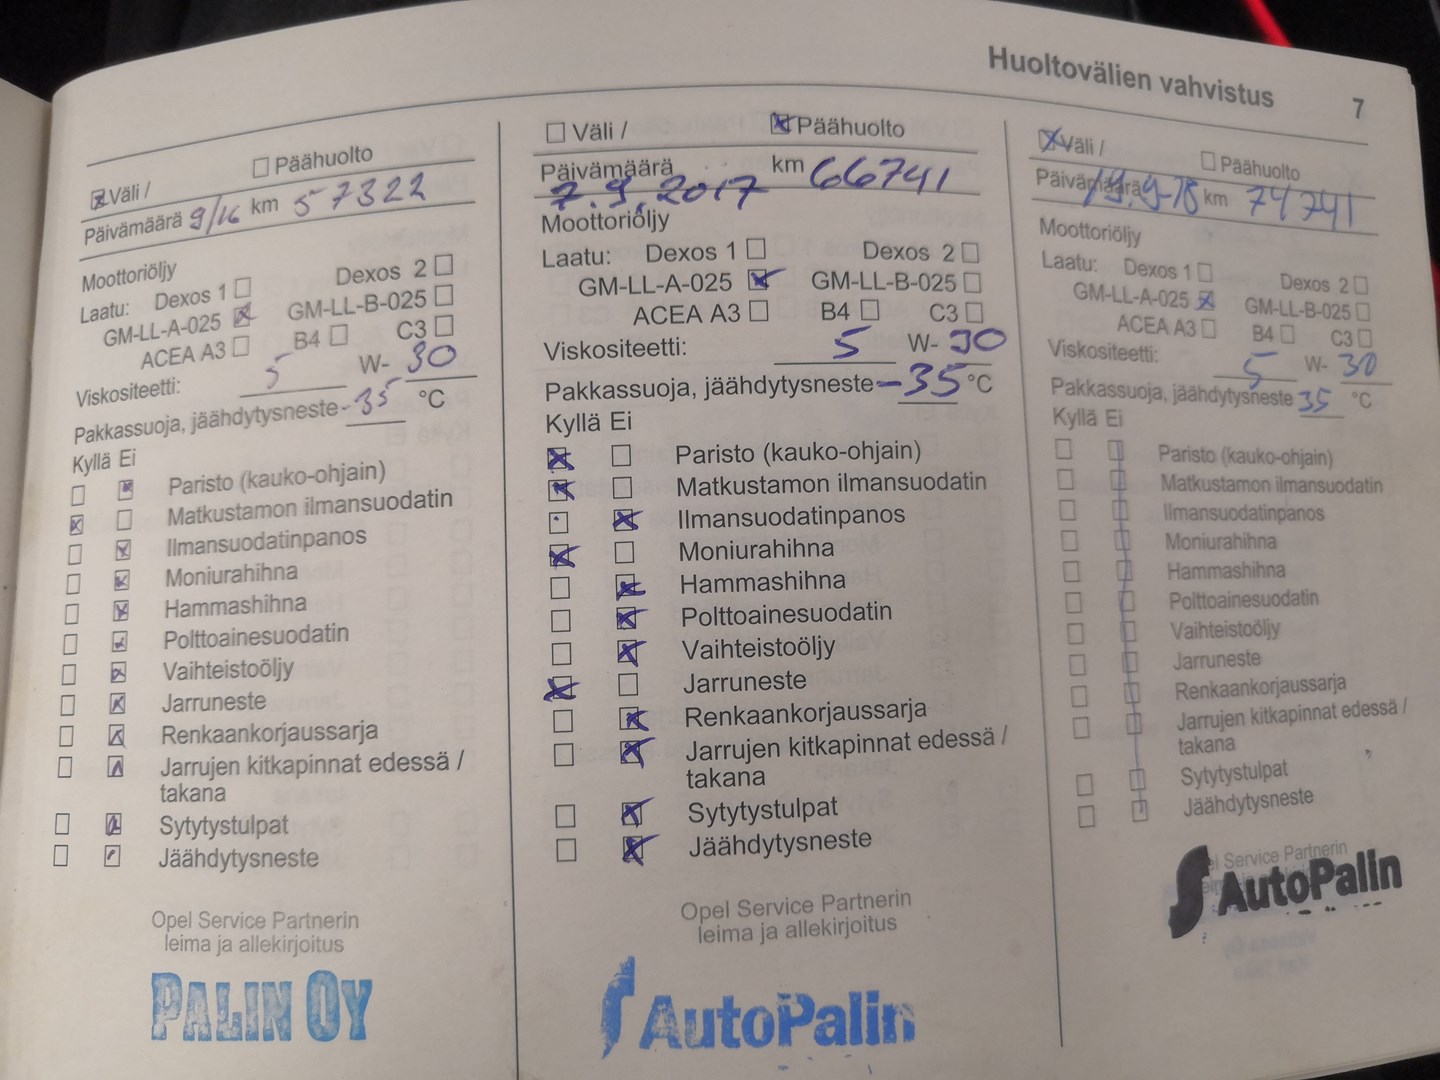 Huoltovälien vahvistus 7
Väli / Päähuolto
Päivämäärä 9/16 km 57322
Moottoriöljy
Laatu: Dexos 1 Dexos 2
GM-LL-A-025 GM-LL-B-025
ACEA A3 B4 C3
Viskositeetti: 5 W- 30
Pakkassuoja, jäähdytysneste -35 °C
Kyllä Ei
Paristo (kauko-ohjain)
Matkustamon ilmansuodatin
Ilmansuodatinpanos
Moniurahihna
Hammashihna
Polttoainesuodatin
Vaihteistoöljy
Jarruneste
Renkaankorjaussarja
Jarrujen kitkapinnat edessä /
takana
Sytytystulpat
Jäähdytysneste
Opel Service Partnerin
leima ja allekirjoitus
PALIN OY
Väli / Päähuolto
Päivämäärä 7.9.2017 km 66741
Moottoriöljy
Laatu: Dexos 1 Dexos 2
GM-LL-A-025 GM-LL-B-025
ACEA A3 B4 C3
Viskositeetti: 5 W- 30
Pakkassuoja, jäähdytysneste -35 °C
Kyllä Ei
Paristo (kauko-ohjain)
Matkustamon ilmansuodatin
Ilmansuodatinpanos
Moniurahihna
Hammashihna
Polttoainesuodatin
Vaihteistoöljy
Jarruneste
Renkaankorjaussarja
Jarrujen kitkapinnat edessä /
takana
Sytytystulpat
Jäähdytysneste
Opel Service Partnerin
leima ja allekirjoitus
AutoPalin
Väli / Päähuolto
Päivämäärä 19.9-18 km 74741
Moottoriöljy
Laatu: Dexos 1 Dexos 2
GM-LL-A-025 GM-LL-B-025
ACEA A3 B4 C3
Viskositeetti: 5 W- 30
Pakkassuoja, jäähdytysneste 35 °C
Kyllä Ei
Paristo (kauko-ohjain)
Matkustamon ilmansuodatin
Ilmansuodatinpanos
Moniurahihna
Hammashihna
Polttoainesuodatin
Vaihteistoöljy
Jarruneste
Renkaankorjaussarja
Jarrujen kitkapinnat edessä /
takana
Sytytystulpat
Jäähdytysneste
Service Partnerin
AutoPalin